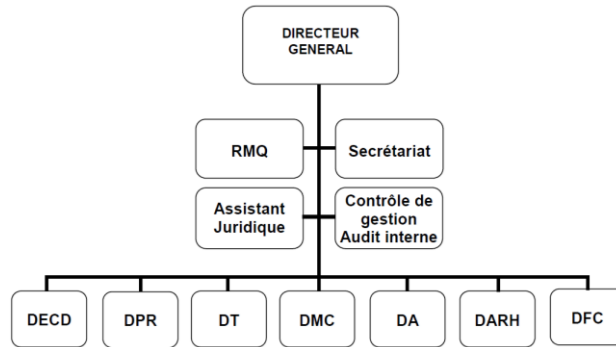 DIRECTEUR
GENERAL
RMQ
Secrétariat
Assistant
Juridique
Contrôle de
gestion
Audit interne
DECD
DPR
DT
DMC
DA
DARH
DFC